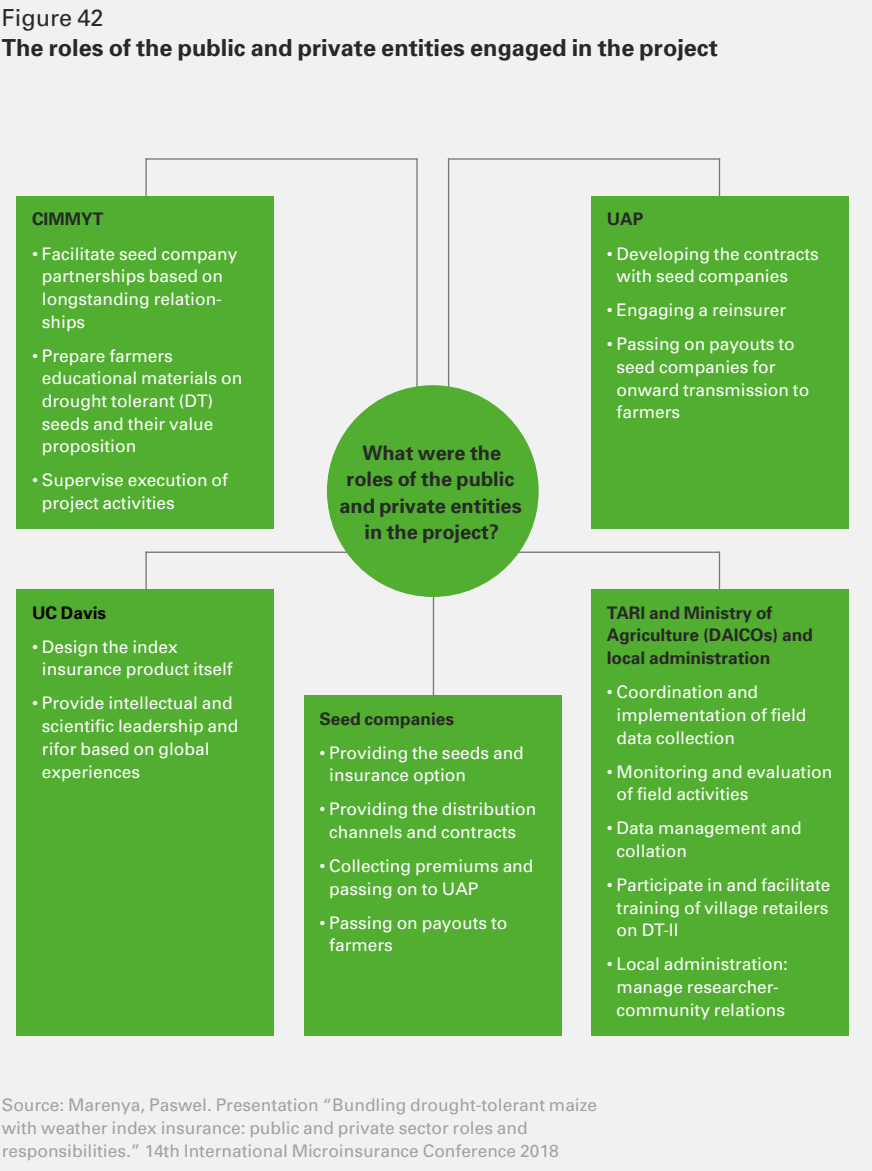 Figure 42
The roles of the public and private entities engaged in the project
CIMMYT
• Facilitate seed company
partnerships based on
longstanding relation-
ships
• Prepare farmers
educational materials on
drought tolerant (DT)
seeds and their value
proposition
• Supervise execution of
project activities
UAP
• Developing the contracts
with seed companies
• Engaging a reinsurer
• Passing on payouts to
seed companies for
onward transmission to
farmers
What were the
roles of the public
and private entities
in the project?
UC Davis
• Design the index
insurance product itself
• Provide intellectual and
scientific leadership and
rifor based on global
experiences
Seed companies
• Providing the seeds and
insurance option
• Providing the distribution
channels and contracts
• Collecting premiums and
passing on to UAP
• Passing on payouts to
farmers
TARI and Ministry of
Agriculture (DAICOs) and
local administration
• Coordination and
implementation of field
data collection
• Monitoring and evaluation
of field activities
• Data management and
collation
• Participate in and facilitate
training of village retailers
on DT-II
• Local administration:
manage researcher-
community relations
Source: Marenya, Paswel. Presentation “Bundling drought-tolerant maize
with weather index insurance: public and private sector roles and
responsibilities.” 14th International Microinsurance Conference 2018